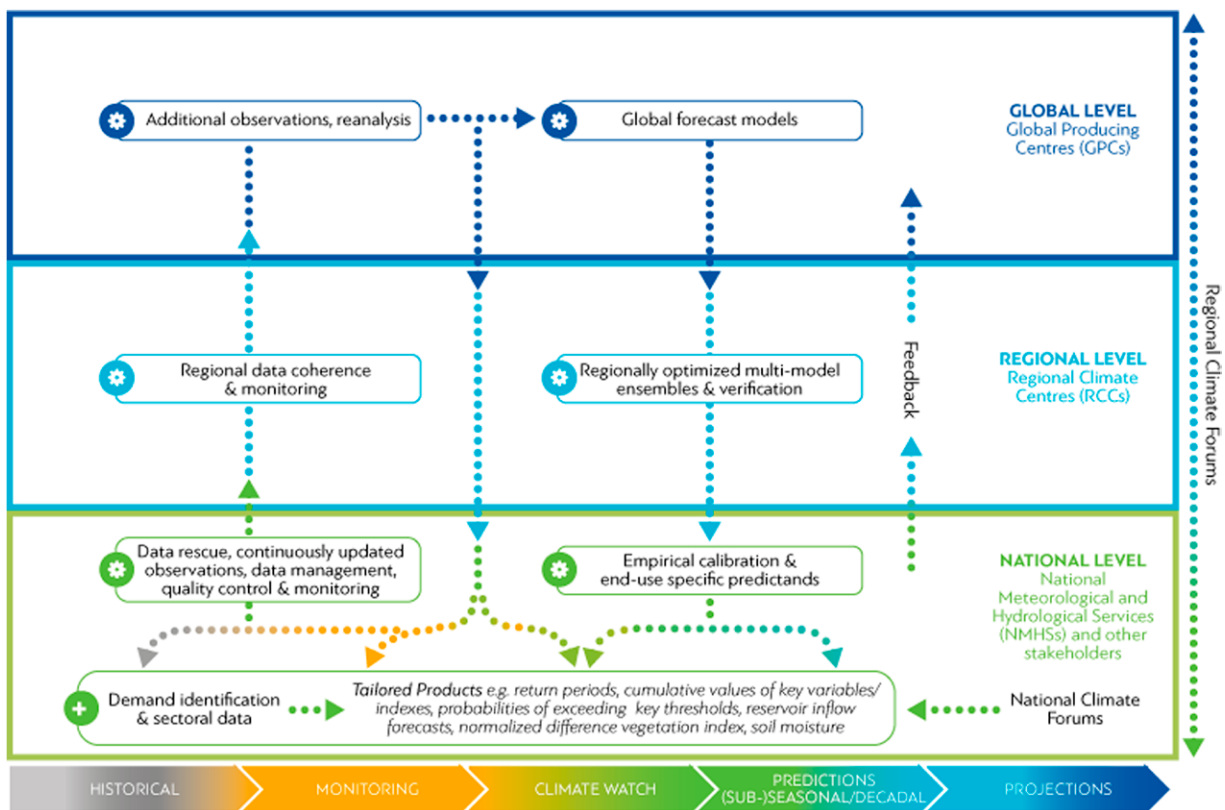 Additional observations, reanalysis
Global forecast models
GLOBAL LEVEL
Global Producing
Centres (GPCs)
Regional data coherence
& monitoring
Regionally optimized multi-model
ensembles & verification
Feedback
REGIONAL LEVEL
Regional Climate
Centres (RCCs)
Regional Climate Forums
Data rescue, continuously updated
observations, data management,
quality control & monitoring
Empirical calibration &
end-use specific predictands
NATIONAL LEVEL
National
Meteorological and
Hydrological Services
(NMHSs) and other
stakeholders
Demand identification
& sectoral data
Tailored Products e.g. return periods, cumulative values of key variables/
indexes, probabilities of exceeding key thresholds, reservoir inflow
forecasts, normalized difference vegetation index, soil moisture
National Climate
Forums
HISTORICAL
MONITORING
CLIMATE WATCH
PREDICTIONS
(SUB-)SEASONAL/DECADAL
PROJECTIONS